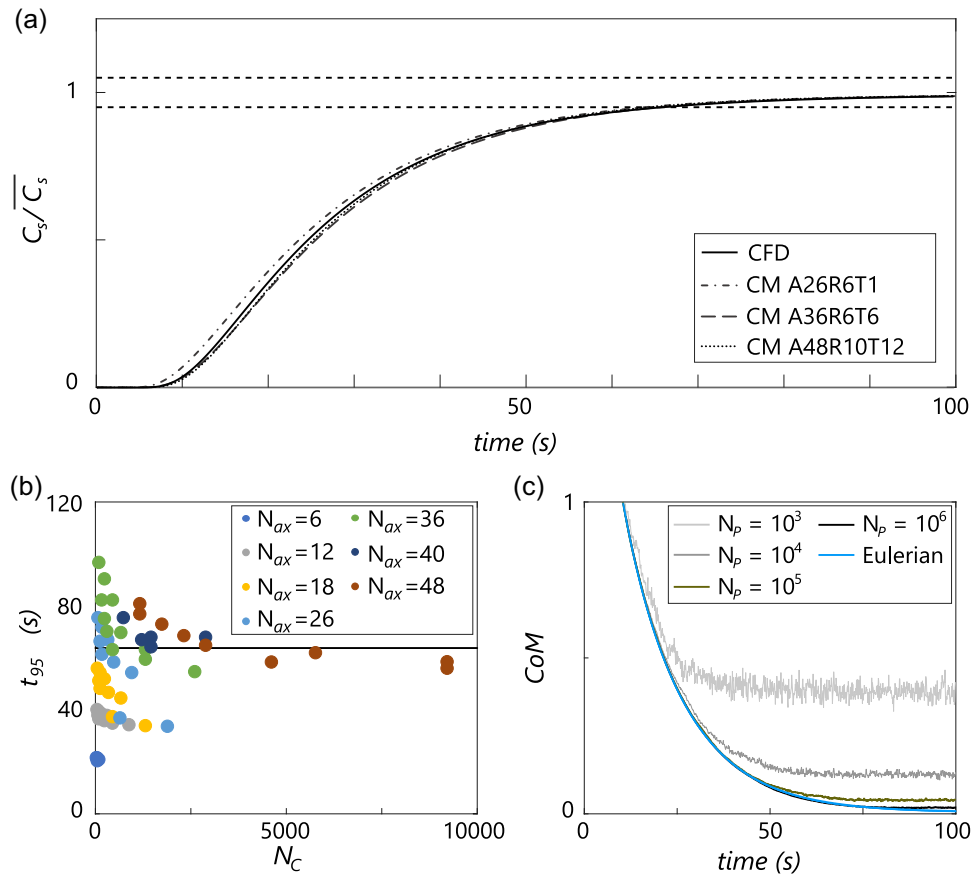 (a)
1
0
C_s/C̅_s
CFD
CM A26R6T1
CM A36R6T6
CM A48R10T12
0 50 100
time (s)
(b)
120
80
40
0
t_95 (s)
N_ax=6 N_ax=36
N_ax=12 N_ax=40
N_ax=18 N_ax=48
N_ax=26
0 5000 10000
N_C
(c)
1
0
CoM
N_P = 10^3 N_P = 10^6
N_P = 10^4 Eulerian
N_P = 10^5
0 50 100
time (s)